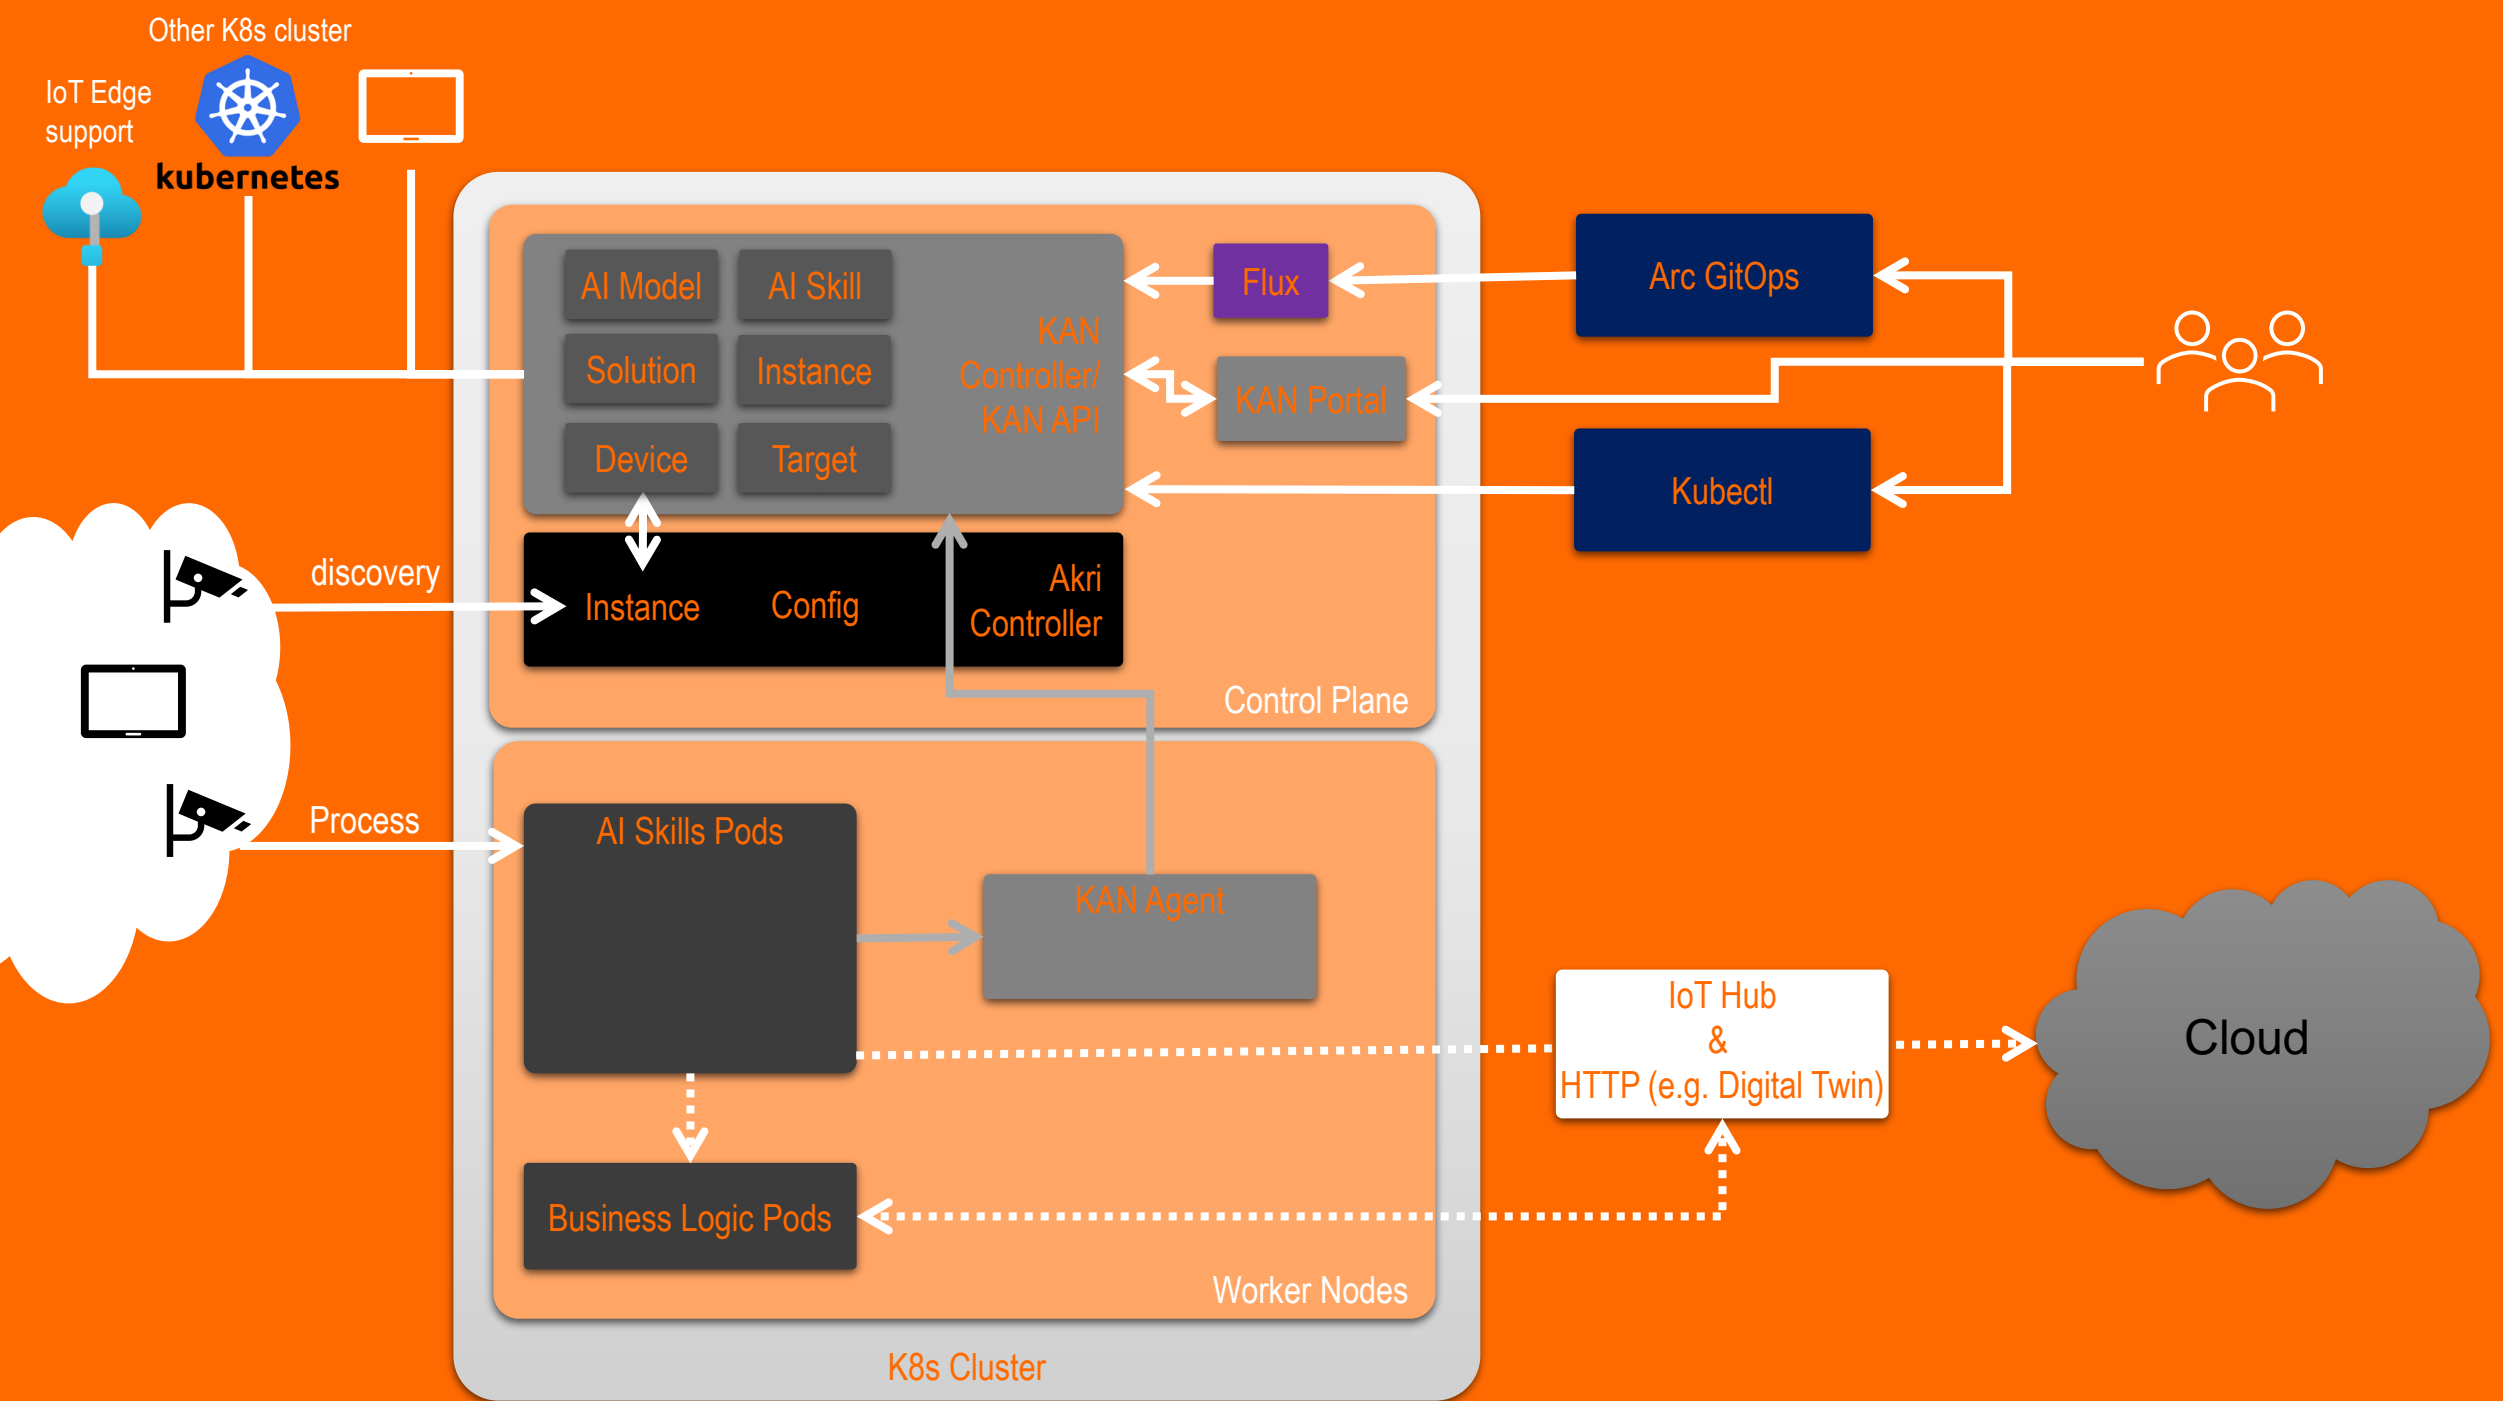 Other K8s cluster
IoT Edge
support
kubernetes
AI Model
AI Skill
Solution
Instance
Device
Target
KAN
Controller/
KAN API
Flux
KAN Portal
Arc GitOps
Kubectl
discovery
Instance
Config
Akri
Controller
Control Plane
Process
AI Skills Pods
KAN Agent
IoT Hub
&
HTTP (e.g. Digital Twin)
Cloud
Business Logic Pods
Worker Nodes
K8s Cluster